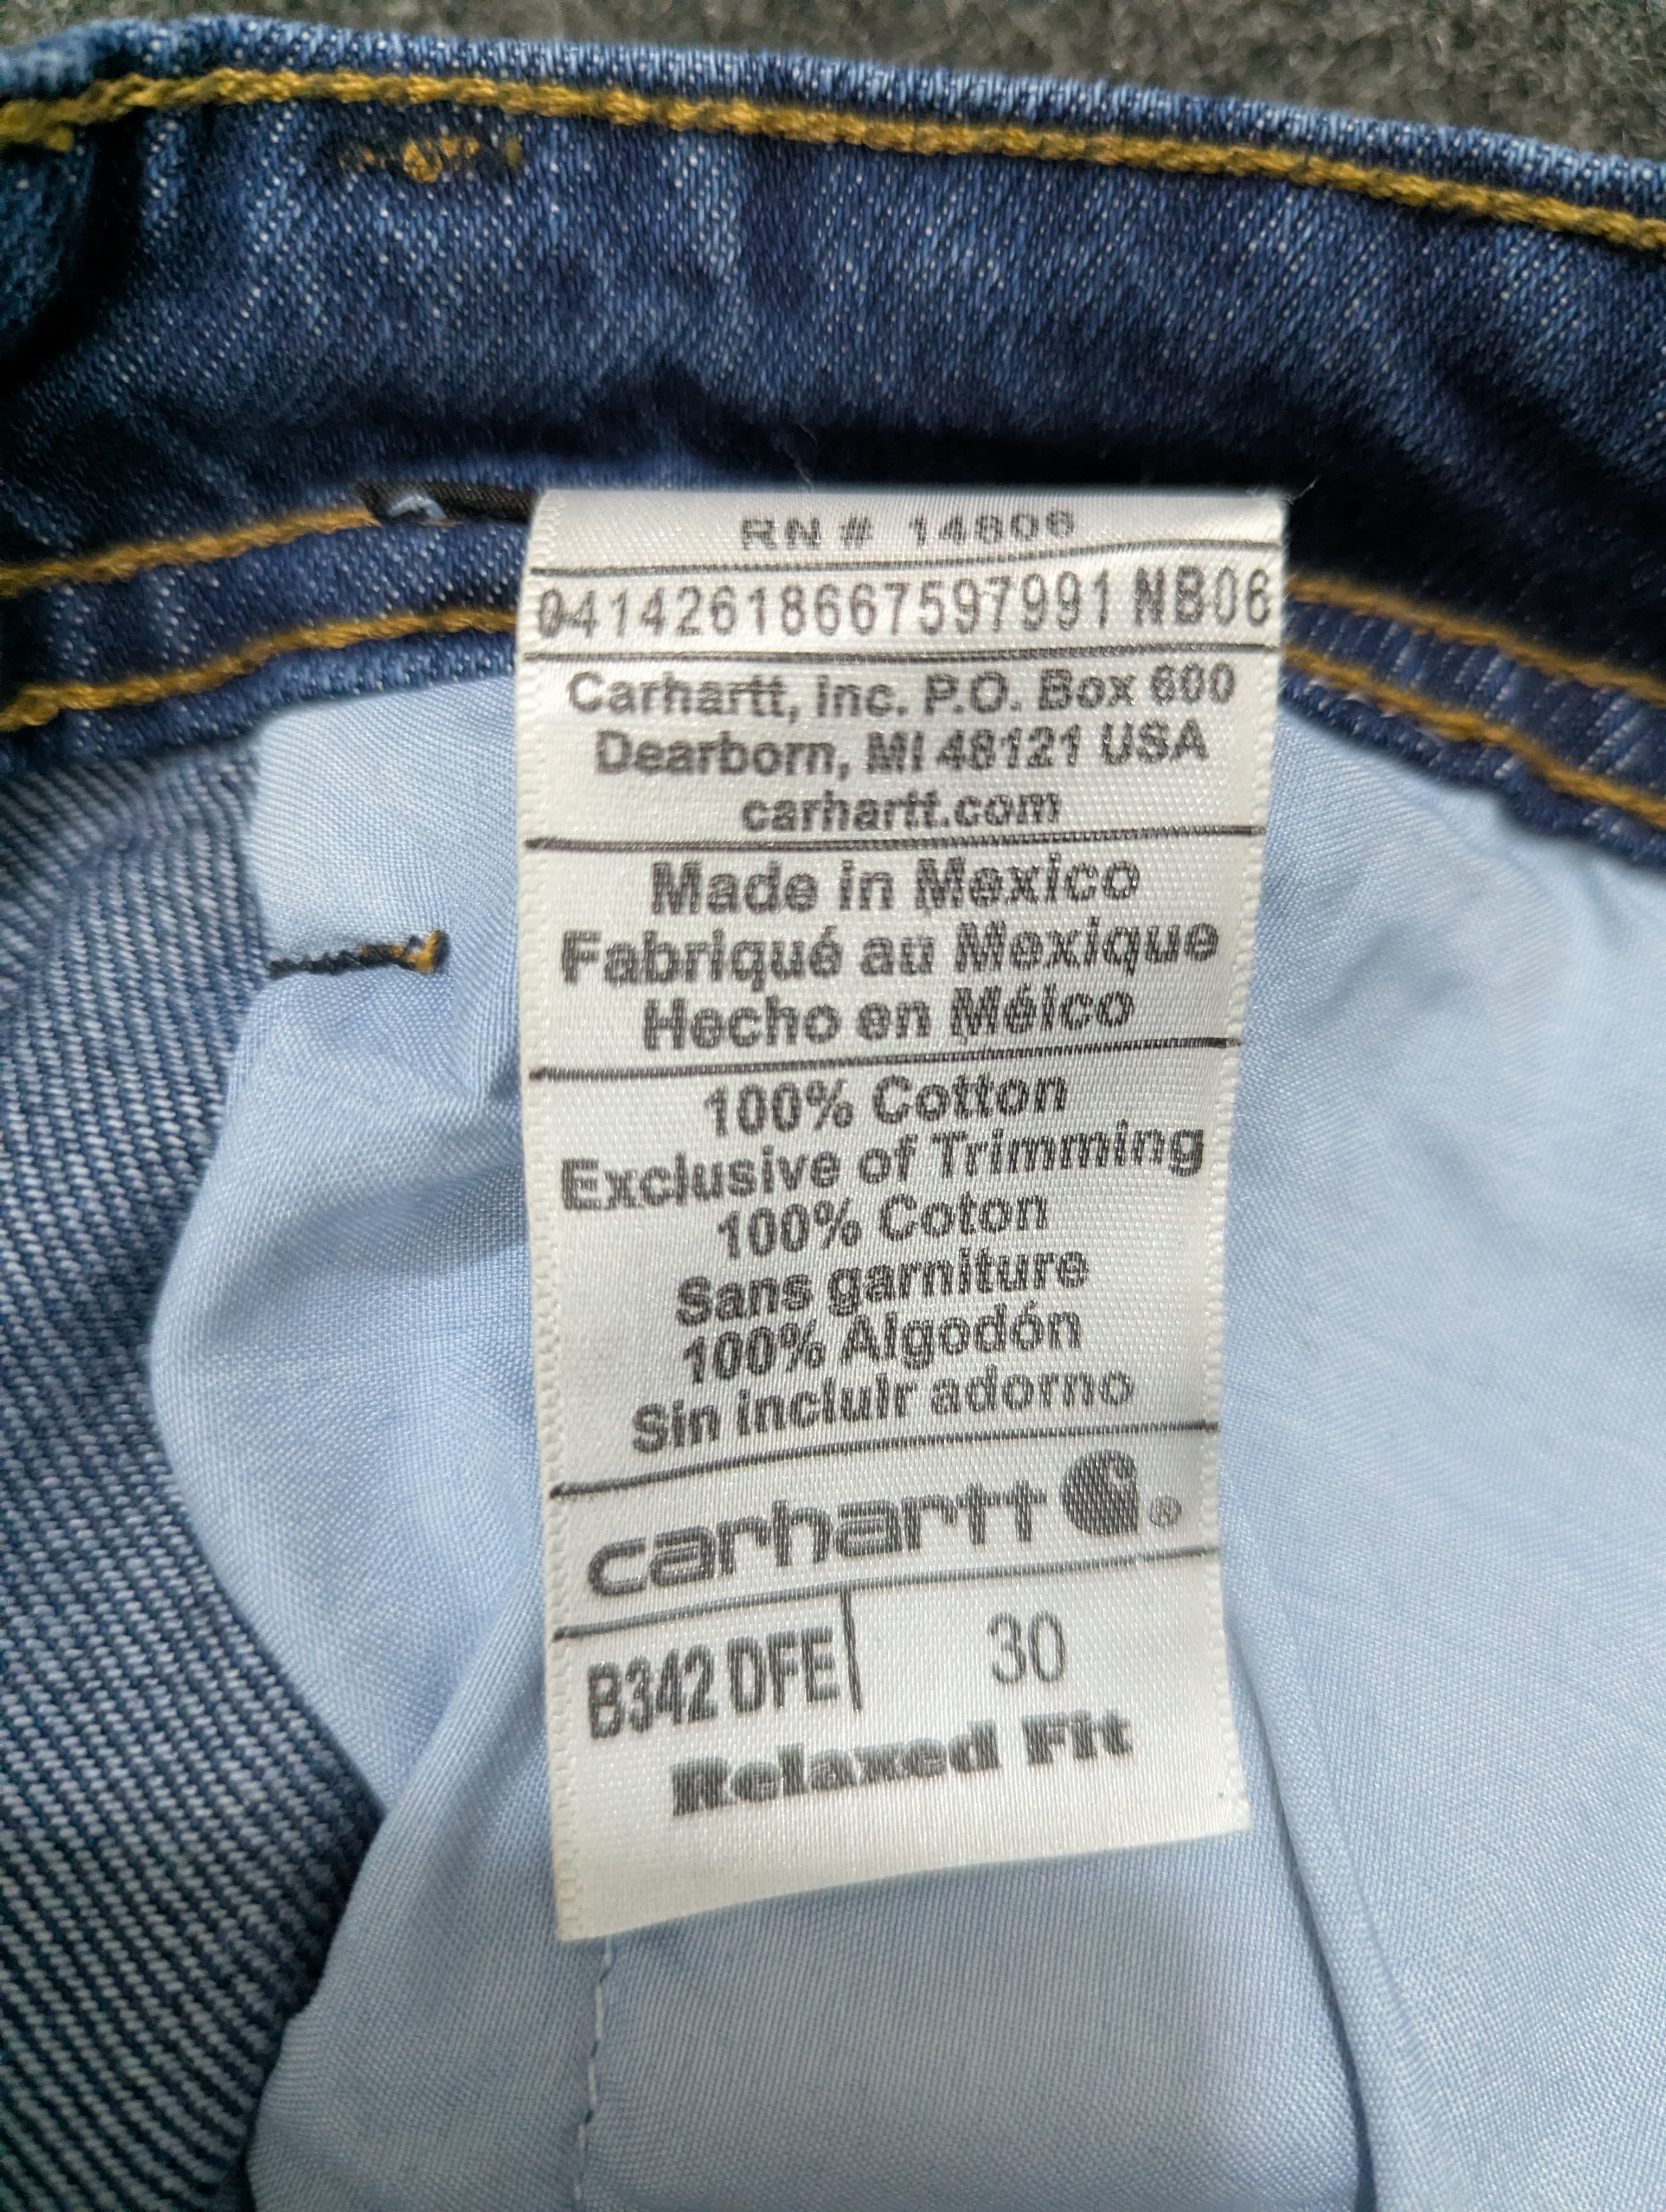 RN # 14806
04142618667597991 NB06
Carhartt, Inc. P.O. Box 600
Dearborn, MI 48121 USA
carhartt.com
Made in Mexico
Fabriqué au Mexique
Hecho en Méico
100% Cotton
Exclusive of Trimming
100% Coton
Sans garniture
100% Algodón
Sin incluir adorno
carhartt ®
B342 DFE 30
Relaxed Fit